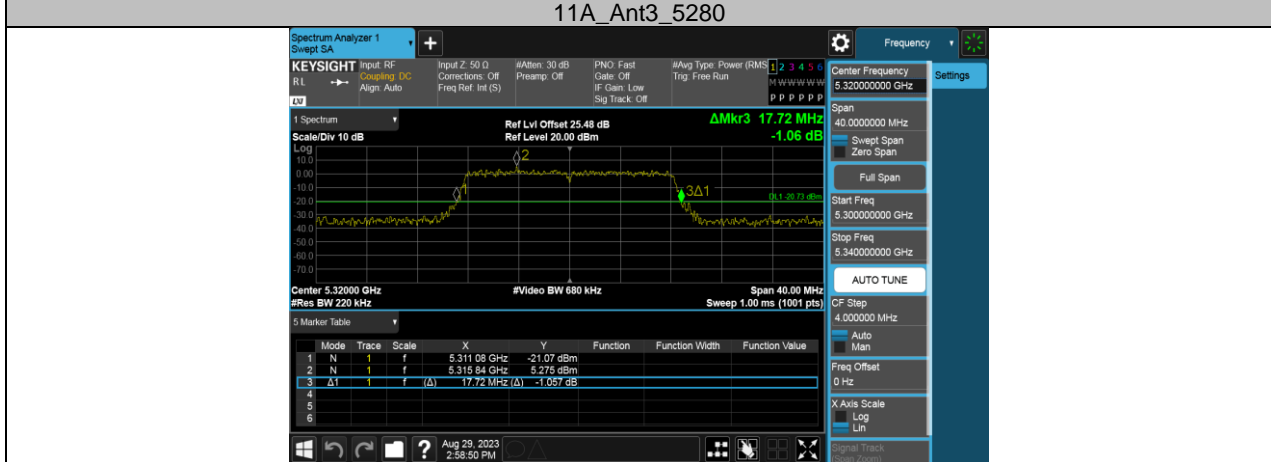 11A_Ant3_5280
Spectrum Analyzer 1
Swept SA
+
Frequency
KEYSIGHT
RL
LXI
Input: RF
Coupling: DC
Align: Auto
Input Z: 50 Ω
Corrections: Off
Freq Ref: Int (S)
#Atten: 30 dB
Preamp: Off
PNO: Fast
Gate: Off
IF Gain: Low
Sig Track: Off
#Avg Type: Power (RMS
Trig: Free Run
1 2 3 4 5 6
M W W W W W
P P P P P P
Center Frequency
5.320000000 GHz
Settings
Span
40.0000000 MHz
Swept Span
Zero Span
Full Span
Start Freq
5.300000000 GHz
Stop Freq
5.340000000 GHz
AUTO TUNE
CF Step
4.000000 MHz
Auto
Man
Freq Offset
0 Hz
X Axis Scale
Log
Lin
Signal Track
(Span Zoom)
1 Spectrum
Scale/Div 10 dB
Ref Lvl Offset 25.48 dB
Ref Level 20.00 dBm
ΔMkr3 17.72 MHz
-1.06 dB
Log
10.0
0.00
-10.0
-20.0
-30.0
-40.0
-50.0
-60.0
-70.0
1
2
3Δ1
DL1 -20.73 dBm
Center 5.32000 GHz
#Video BW 680 kHz
Span 40.00 MHz
#Res BW 220 kHz
Sweep 1.00 ms (1001 pts)
5 Marker Table
Mode Trace Scale X Y Function Function Width Function Value
1 N 1 f 5.311 08 GHz -21.07 dBm
2 N 1 f 5.315 84 GHz 5.275 dBm
3 Δ1 1 f (Δ) 17.72 MHz (Δ) -1.057 dB
4
5
6
?
Aug 29, 2023
2:58:50 PM